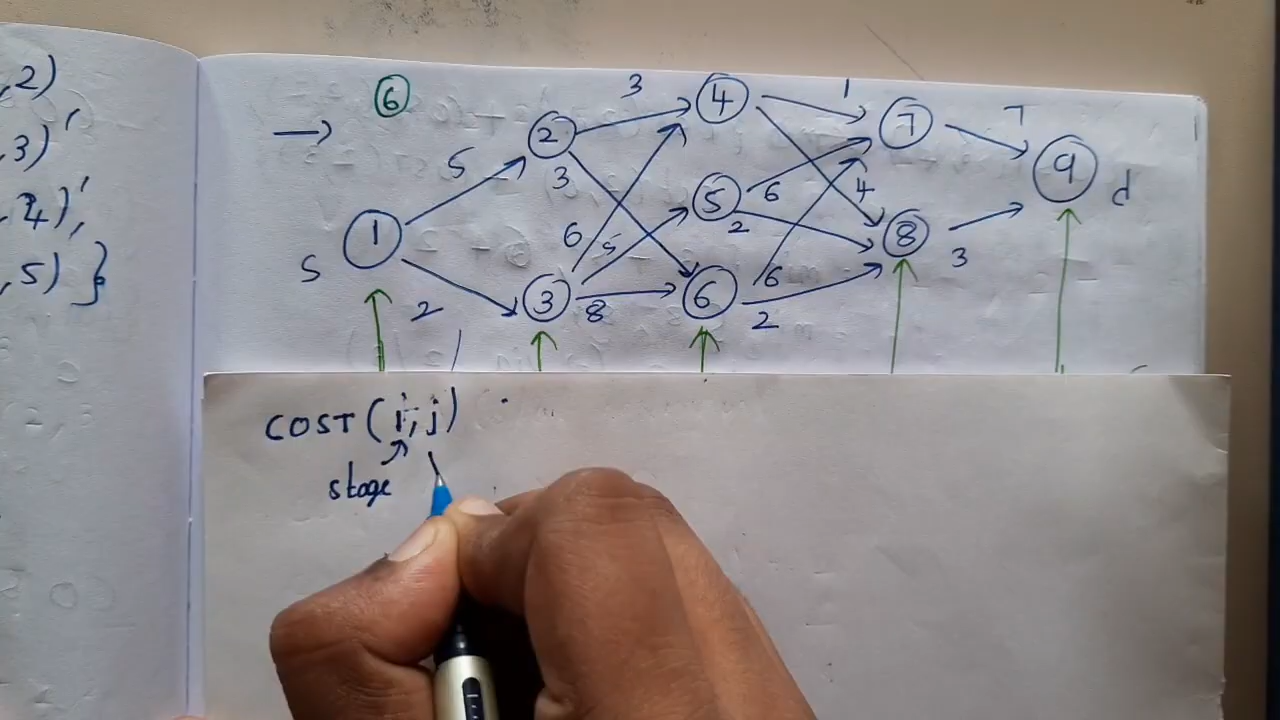 ,2)
,3)'
,4)',
,5) }
→ 6
3 4 1 7 7
5 2 9 d
3 5 6 4
1 6 5 2 8
S 3
2 3 8 6 6
2
COST(i,j)
stage